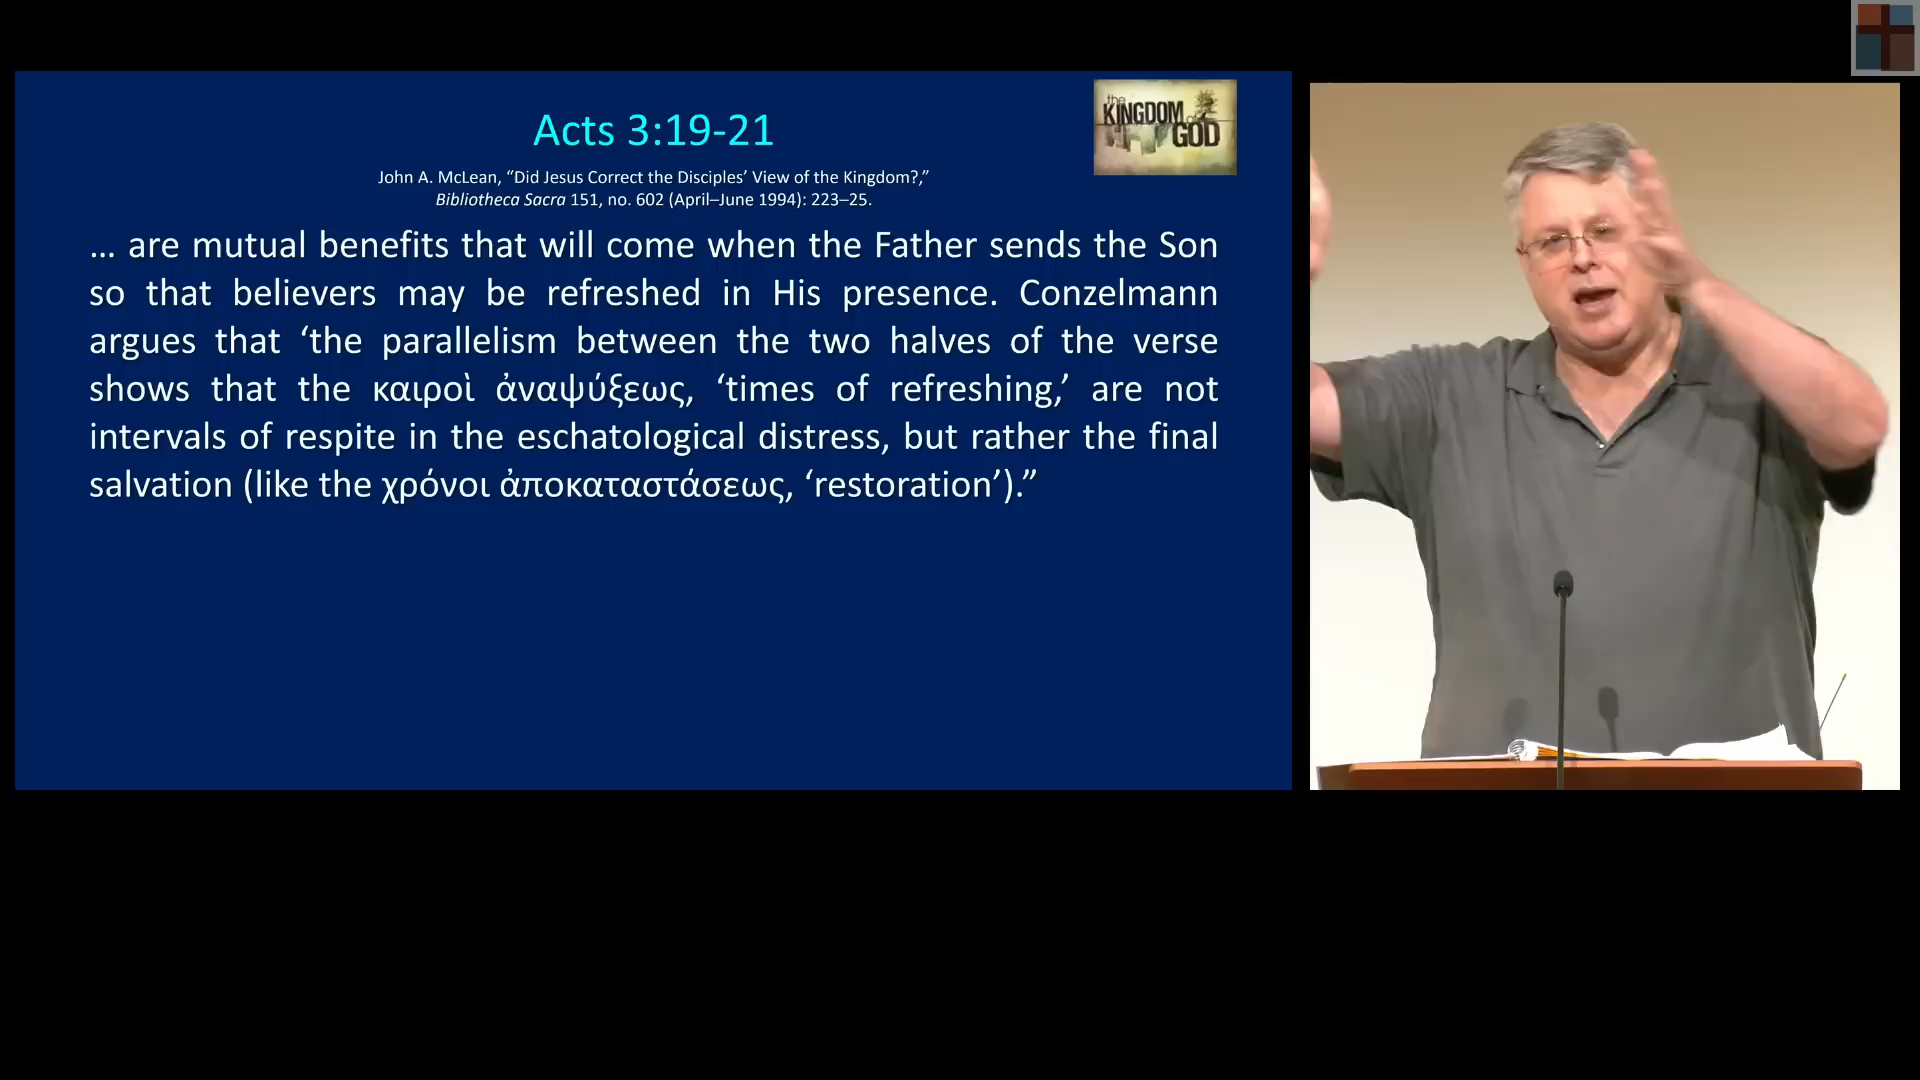 Acts 3:19-21
the
KINGDOM of
GOD
John A. McLean, “Did Jesus Correct the Disciples’ View of the Kingdom?,”
Bibliotheca Sacra 151, no. 602 (April–June 1994): 223–25.
… are mutual benefits that will come when the Father sends the Son
so that believers may be refreshed in His presence. Conzelmann
argues that ‘the parallelism between the two halves of the verse
shows that the καιροὶ ἀναψύξεως, ‘times of refreshing,’ are not
intervals of respite in the eschatological distress, but rather the final
salvation (like the χρόνοι ἀποκαταστάσεως, ‘restoration’).”